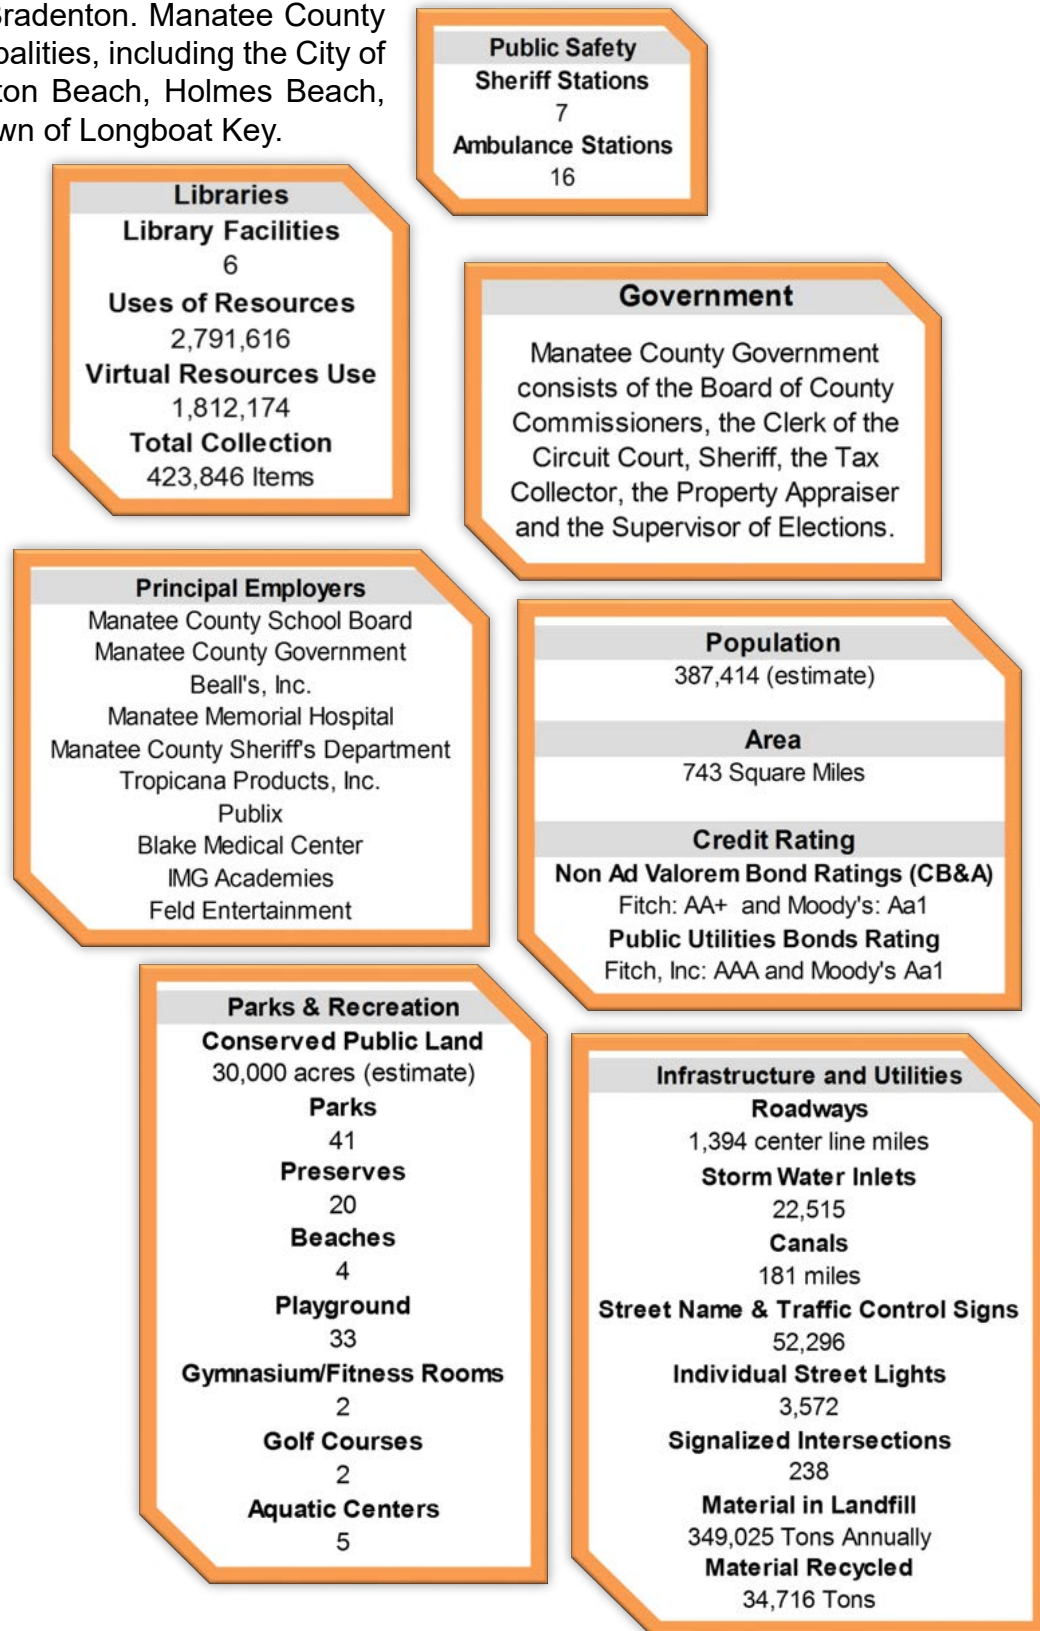 Bradenton. Manatee County
palities, including the City of
ton Beach, Holmes Beach,
wn of Longboat Key.
Public Safety
Sheriff Stations
7
Ambulance Stations
16
Libraries
Library Facilities
6
Uses of Resources
2,791,616
Virtual Resources Use
1,812,174
Total Collection
423,846 Items
Government
Manatee County Government
consists of the Board of County
Commissioners, the Clerk of the
Circuit Court, Sheriff, the Tax
Collector, the Property Appraiser
and the Supervisor of Elections.
Principal Employers
Manatee County School Board
Manatee County Government
Beall's, Inc.
Manatee Memorial Hospital
Manatee County Sheriff's Department
Tropicana Products, Inc.
Publix
Blake Medical Center
IMG Academies
Feld Entertainment
Population
387,414 (estimate)
Area
743 Square Miles
Credit Rating
Non Ad Valorem Bond Ratings (CB&A)
Fitch: AA+ and Moody's: Aa1
Public Utilities Bonds Rating
Fitch, Inc: AAA and Moody's Aa1
Parks & Recreation
Conserved Public Land
30,000 acres (estimate)
Parks
41
Preserves
20
Beaches
4
Playground
33
Gymnasium/Fitness Rooms
2
Golf Courses
2
Aquatic Centers
5
Infrastructure and Utilities
Roadways
1,394 center line miles
Storm Water Inlets
22,515
Canals
181 miles
Street Name & Traffic Control Signs
52,296
Individual Street Lights
3,572
Signalized Intersections
238
Material in Landfill
349,025 Tons Annually
Material Recycled
34,716 Tons